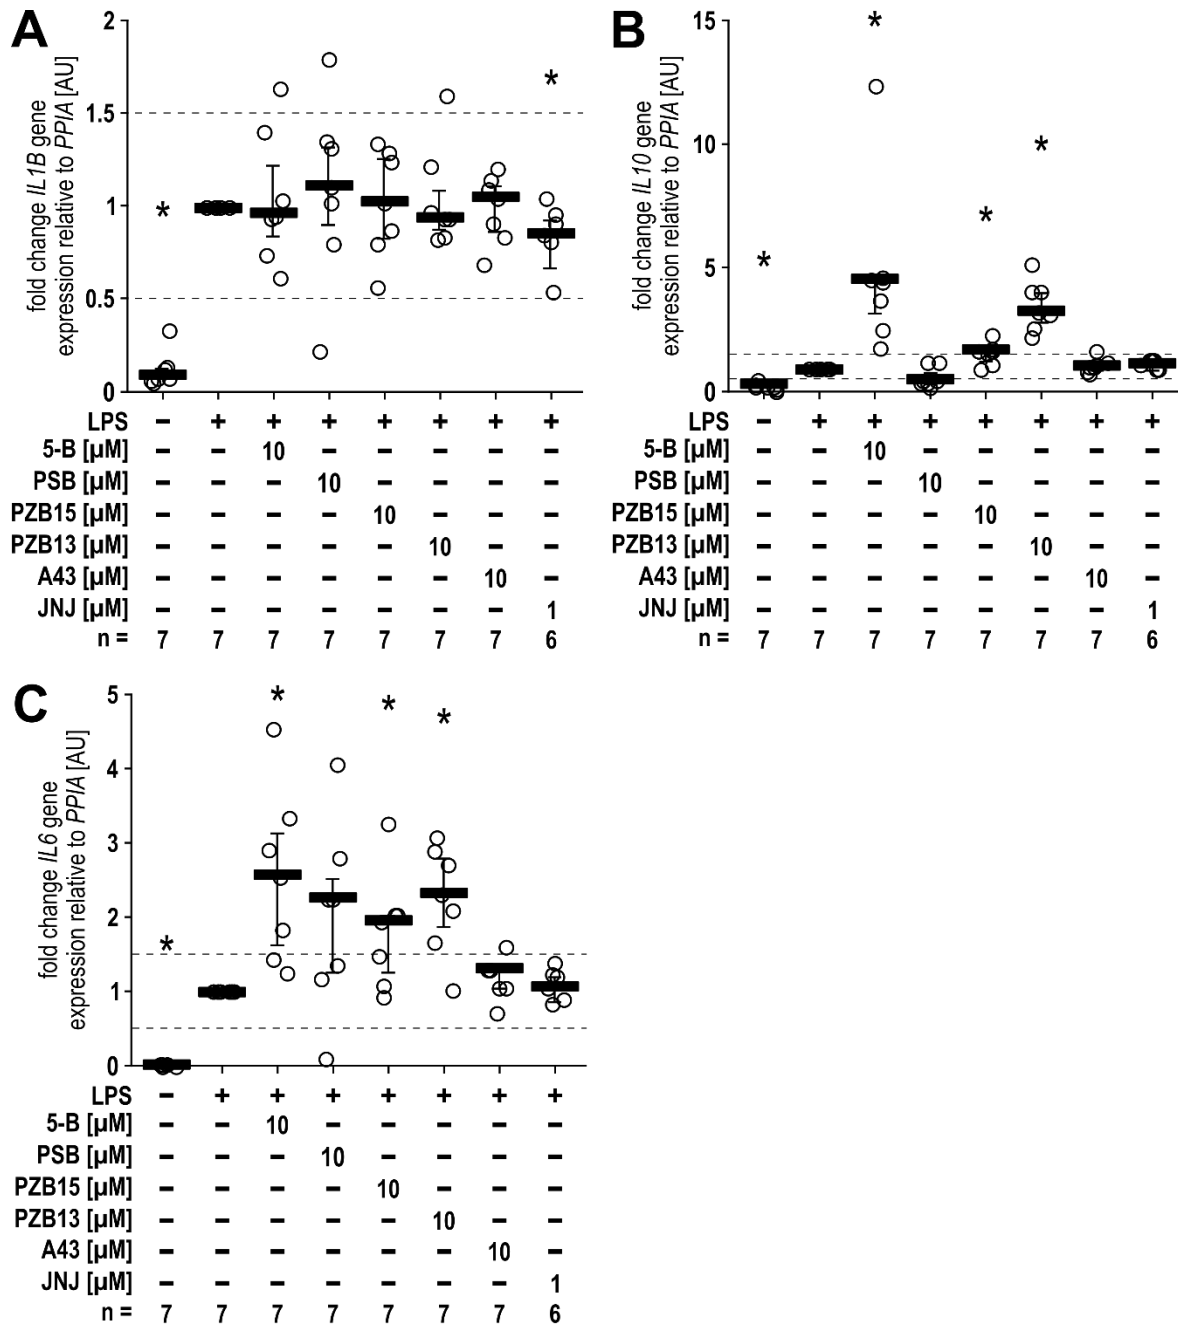 A
fold change IL1B gene
expression relative to PPIA [AU]
2
1.5
1
0.5
0
*
*
LPS − + + + + + + +
5-B [µM] − − 10 − − − − −
PSB [µM] − − − 10 − − − −
PZB15 [µM] − − − − 10 − − −
PZB13 [µM] − − − − − 10 − −
A43 [µM] − − − − − − 10 −
JNJ [µM] − − − − − − − 1
n = 7 7 7 7 7 7 7 6
B
fold change IL10 gene
expression relative to PPIA [AU]
15
10
5
0
*
*
*
*
LPS − + + + + + + +
5-B [µM] − − 10 − − − − −
PSB [µM] − − − 10 − − − −
PZB15 [µM] − − − − 10 − − −
PZB13 [µM] − − − − − 10 − −
A43 [µM] − − − − − − 10 −
JNJ [µM] − − − − − − − 1
n = 7 7 7 7 7 7 7 6
C
fold change IL6 gene
expression relative to PPIA [AU]
5
4
3
2
1
0
*
*
*
*
LPS − + + + + + + +
5-B [µM] − − 10 − − − − −
PSB [µM] − − − 10 − − − −
PZB15 [µM] − − − − 10 − − −
PZB13 [µM] − − − − − 10 − −
A43 [µM] − − − − − − 10 −
JNJ [µM] − − − − − − − 1
n = 7 7 7 7 7 7 7 6